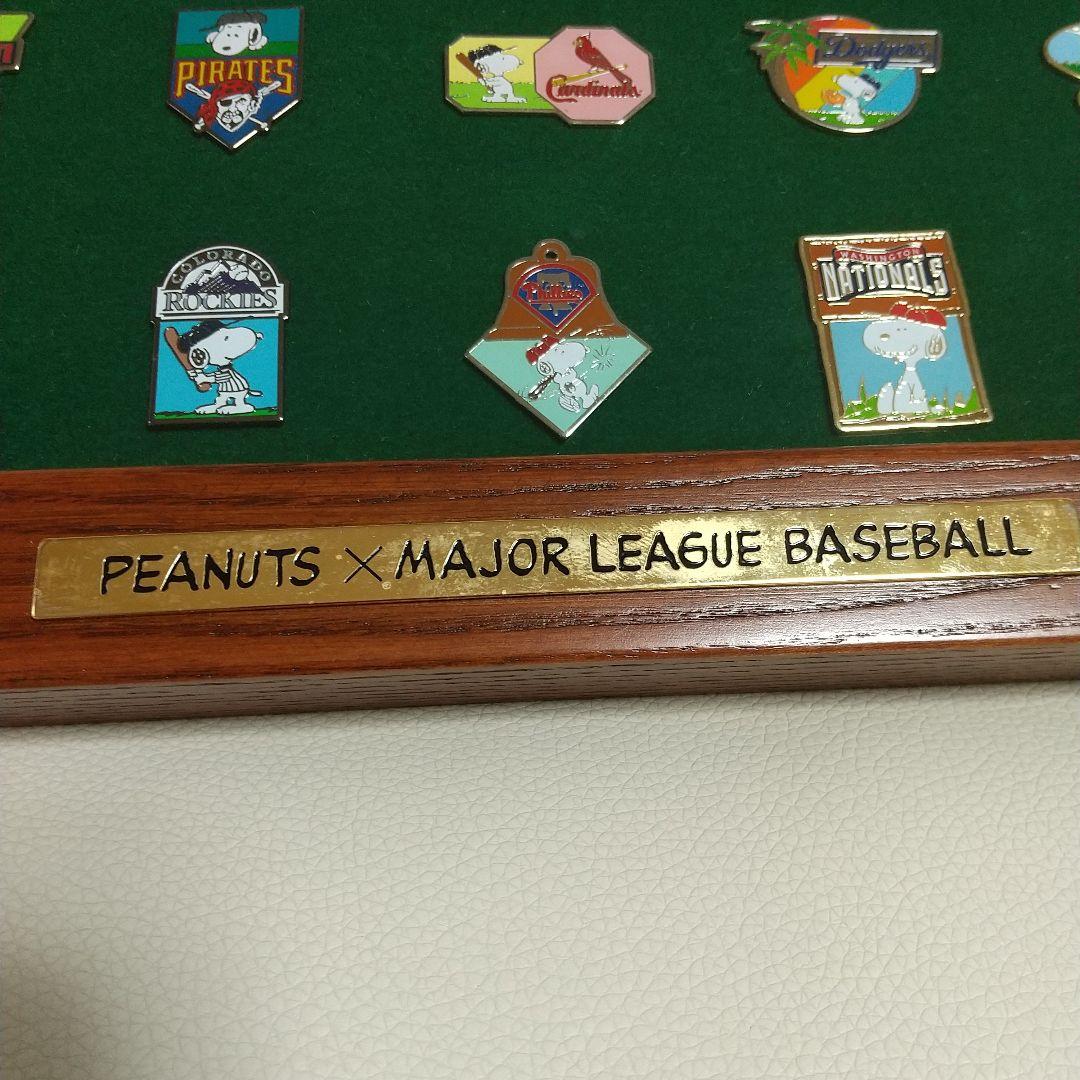 PIRATES
Cardinals
Dodgers
COLORADO
ROCKIES
Phillies
WASHINGTON
NATIONALS
PEANUTS × MAJOR LEAGUE BASEBALL